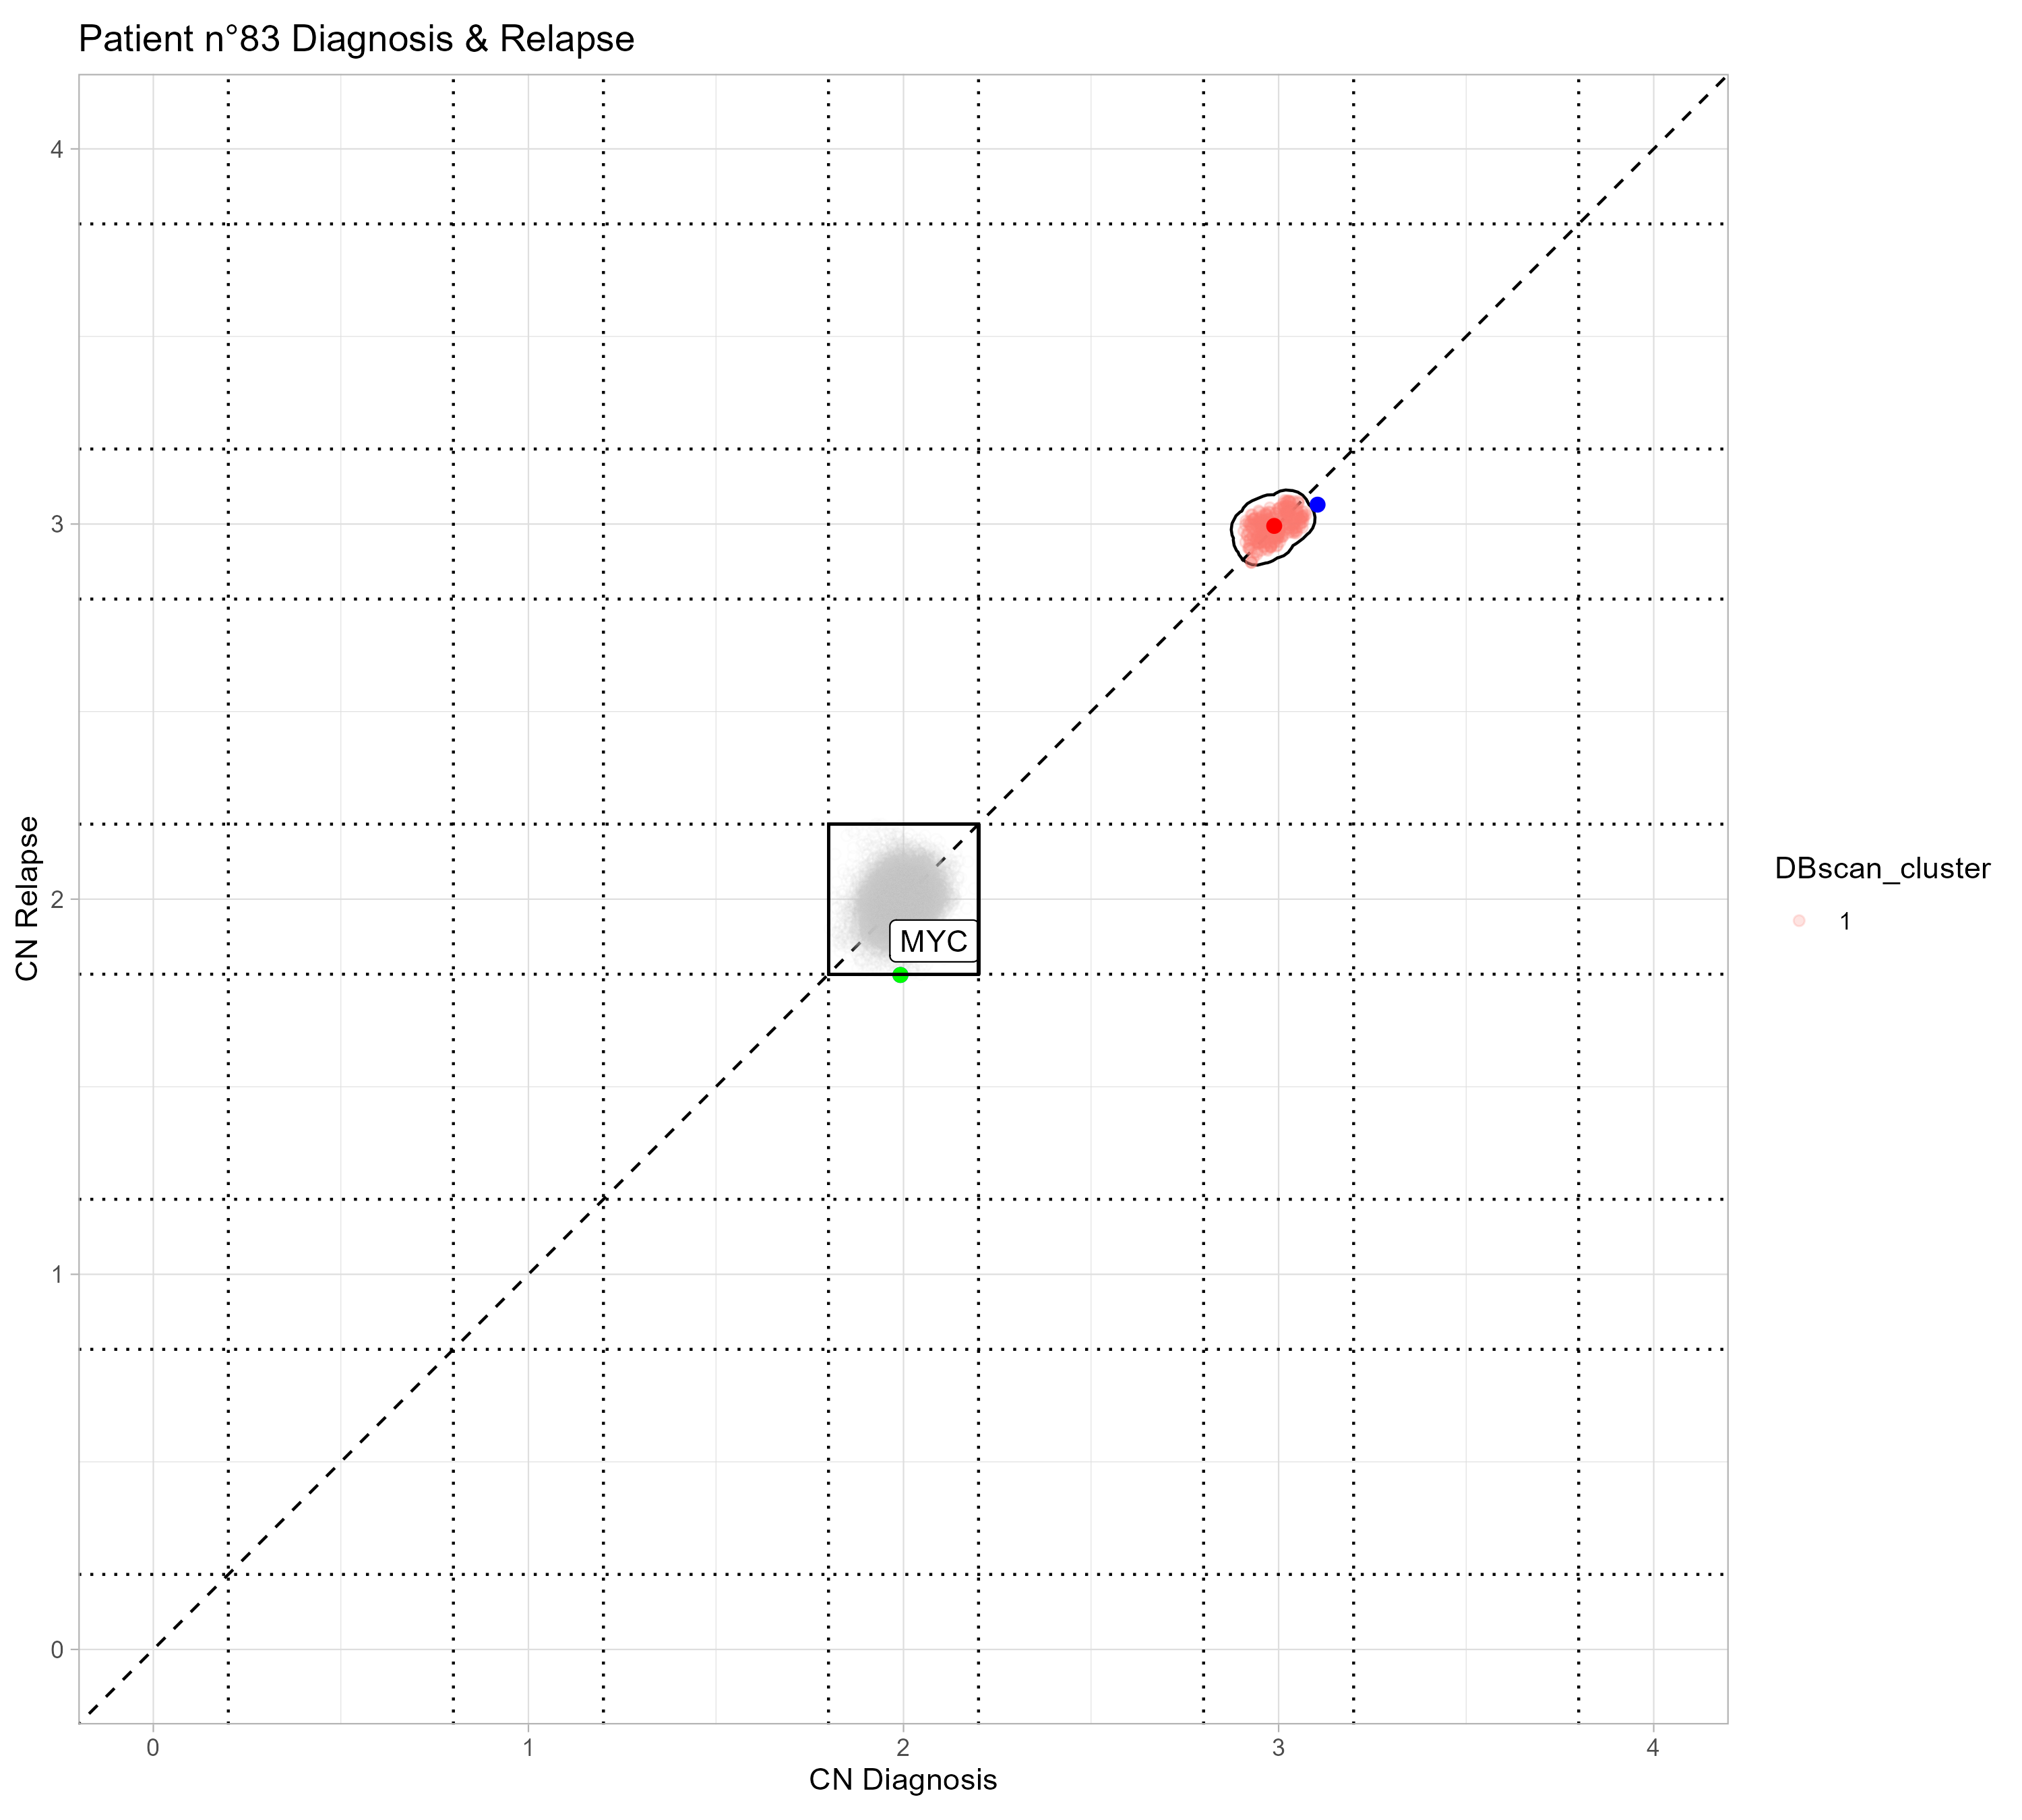 Patient n°83 Diagnosis & Relapse
4
3
2
1
0
CN Relapse
MYC
0 1 2 3 4
CN Diagnosis
DBscan_cluster
1